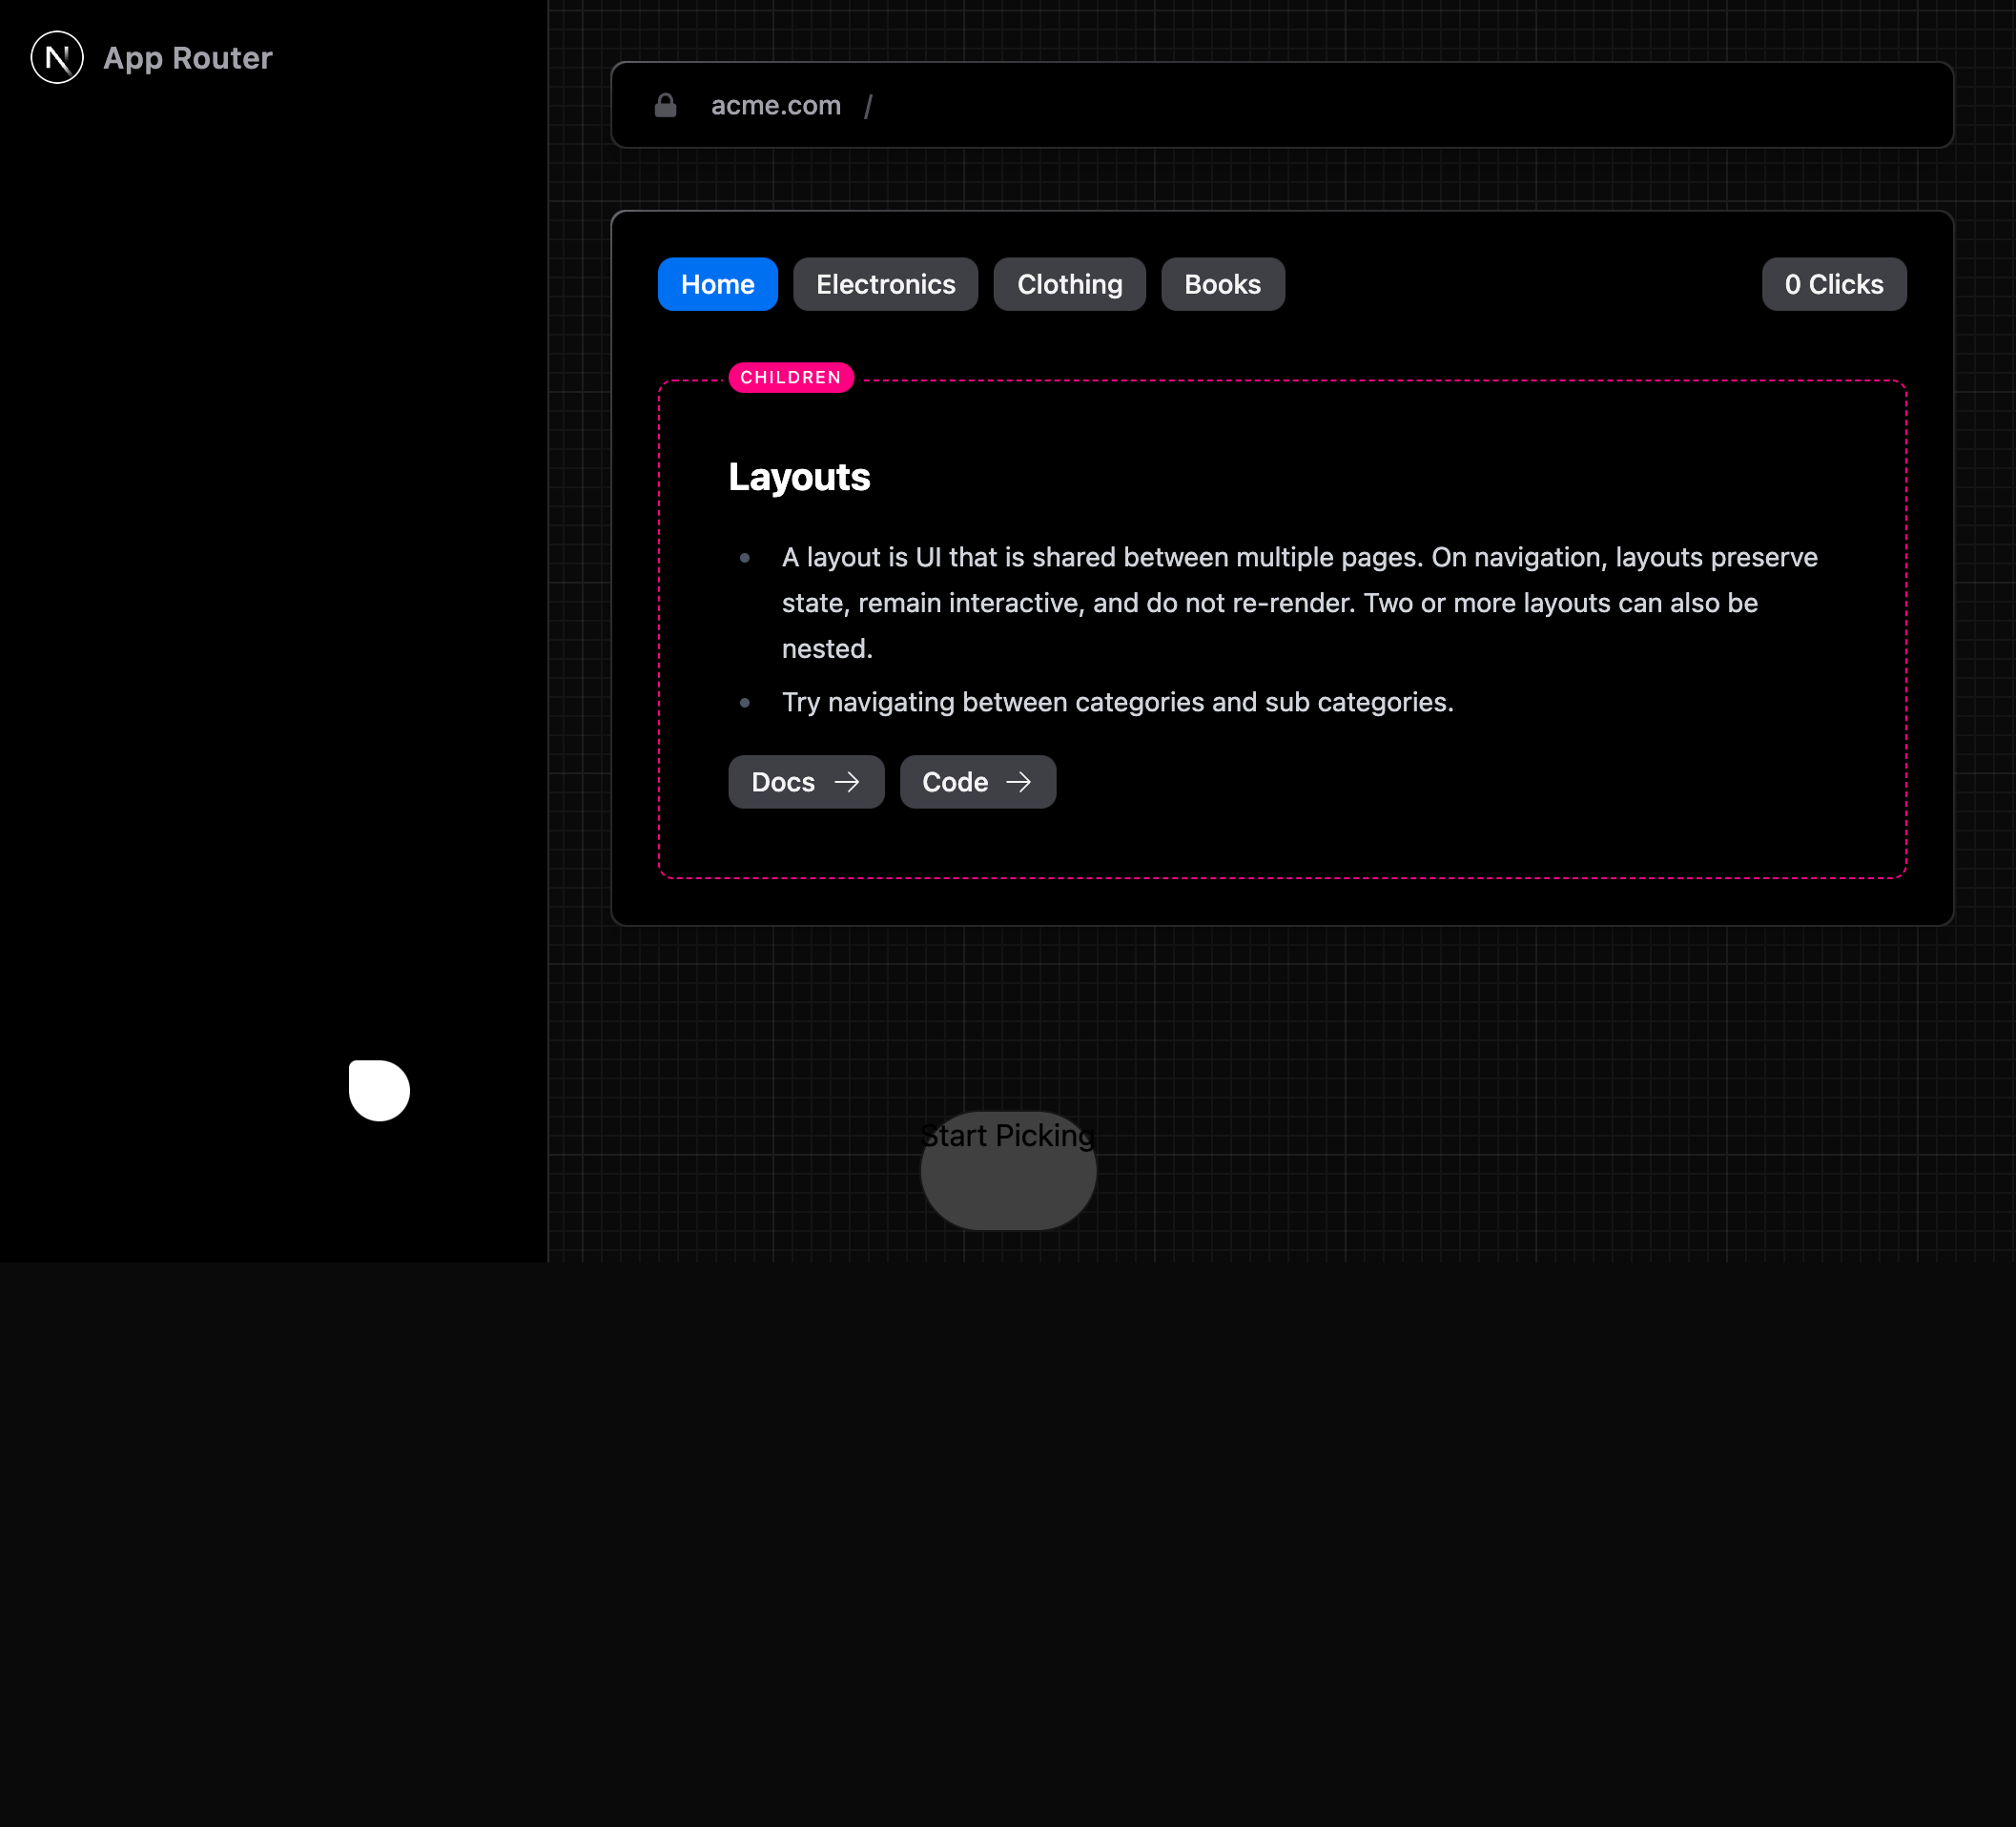 App Router
acme.com /
Home Electronics Clothing Books 0 Clicks
CHILDREN
Layouts
A layout is UI that is shared between multiple pages. On navigation, layouts preserve
state, remain interactive, and do not re-render. Two or more layouts can also be
nested.
Try navigating between categories and sub categories.
Docs → Code →
Start Picking